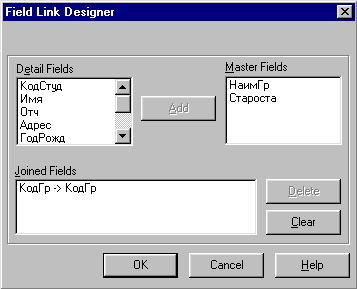 Field Link Designer
Detail Fields
Master Fields
КодСтуд
Имя
Отч
Адрес
ГодРожд
Add
НаимГр
Староста
Joined Fields
КодГр -> КодГр
Delete
Clear
OK
Cancel
Help